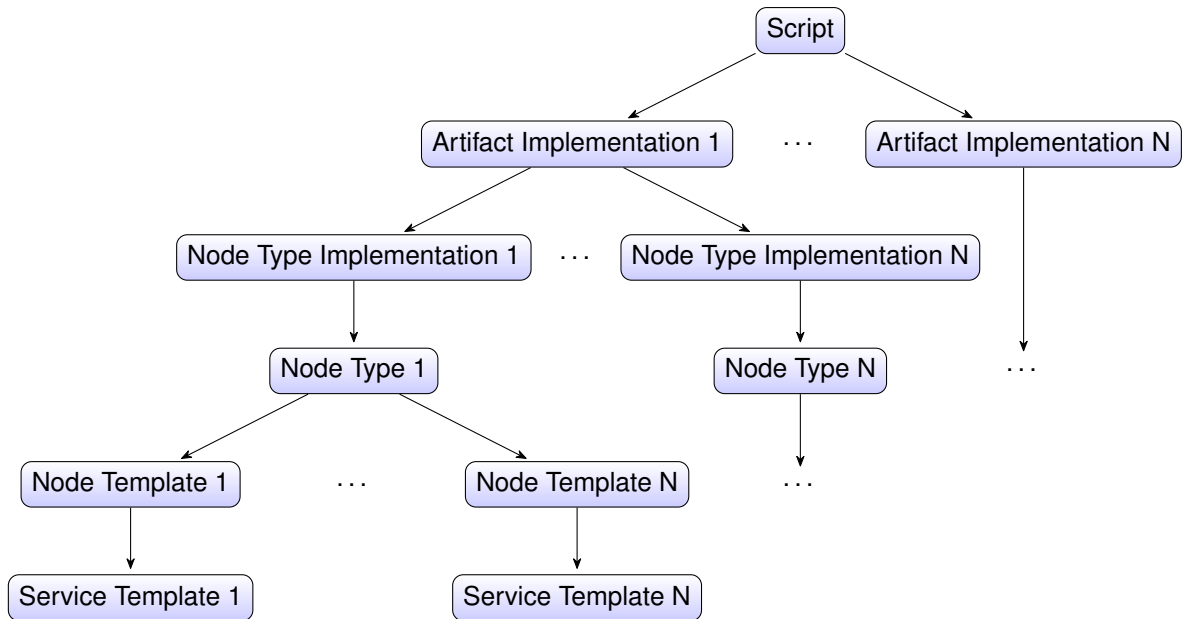 Script
Artifact Implementation 1
. . .
Artifact Implementation N
Node Type Implementation 1
. . .
Node Type Implementation N
Node Type 1
Node Type N
. . .
Node Template 1
. . .
Node Template N
. . .
Service Template 1
Service Template N